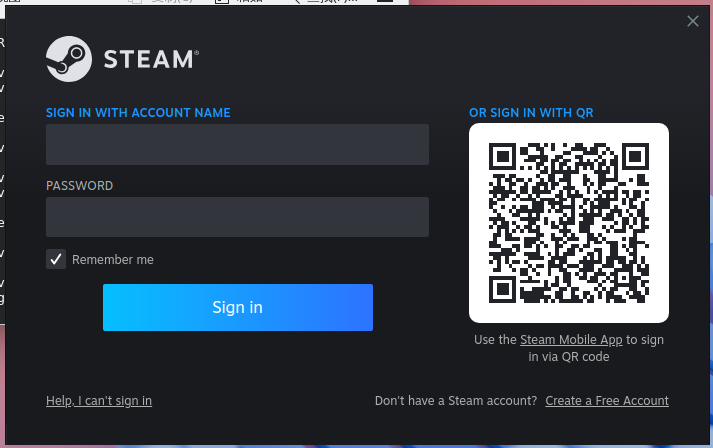 STEAM®
SIGN IN WITH ACCOUNT NAME
OR SIGN IN WITH QR
PASSWORD
Remember me
Sign in
Use the Steam Mobile App to sign
in via QR code
Help, I can't sign in
Don't have a Steam account? Create a Free Account